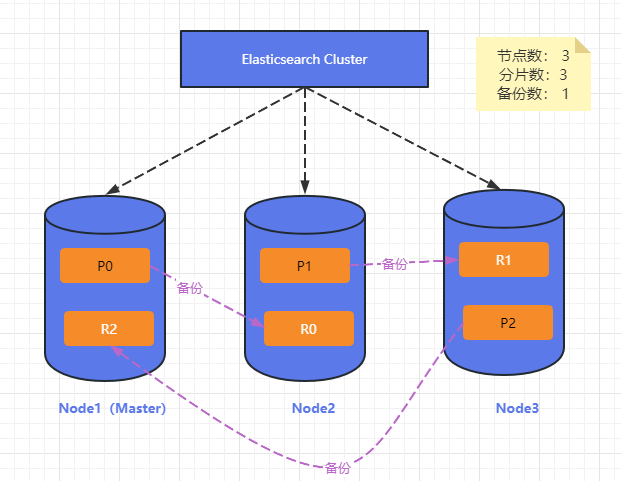 Elasticsearch Cluster
节点数： 3
分片数：3
备份数： 1
P0
P1
R1
备份
备份
R2
R0
P2
Node1（Master）
Node2
Node3
备份